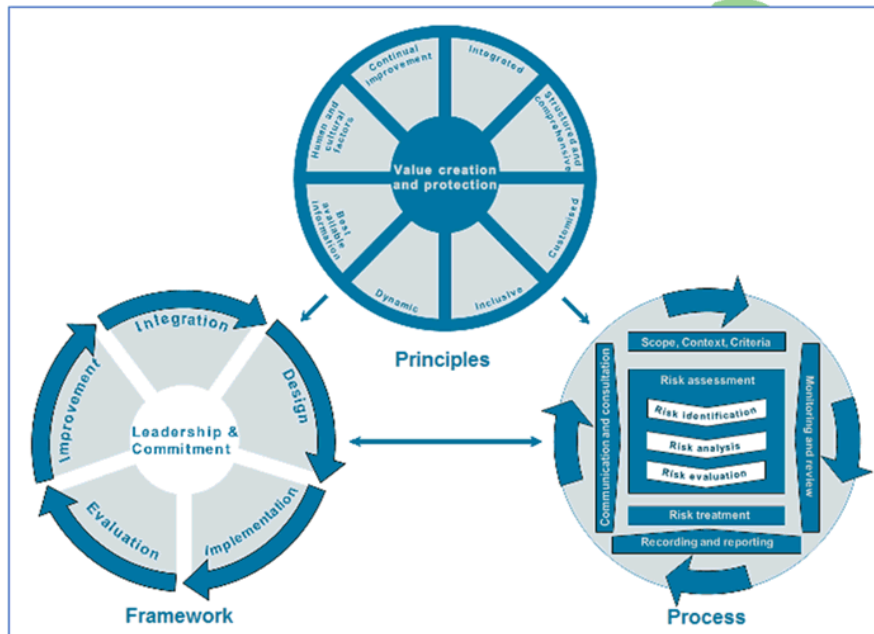 Continual
Improvement
Integrated
Human and
cultural
factors
Structured and
comprehensive
Value creation
and protection
Best
available
information
Customised
Dynamic
Inclusive
Principles
Integration
Improvement
Design
Leadership &
Commitment
Evaluation
Implementation
Framework
Scope, Context, Criteria
Communication and consultation
Risk assessment
Risk identification
Risk analysis
Risk evaluation
Monitoring and review
Risk treatment
Recording and reporting
Process